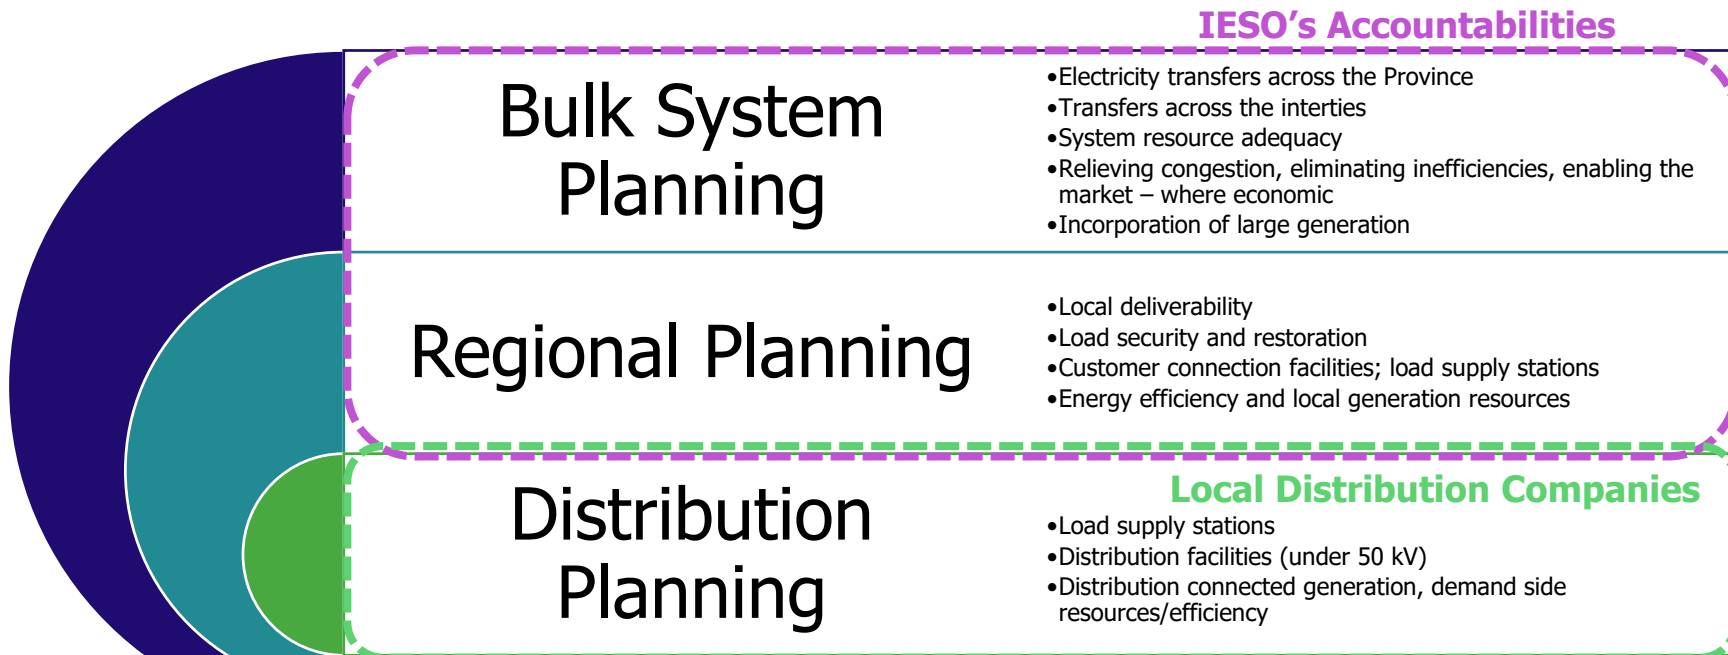 IESO's Accountabilities
Bulk System
Planning
•Electricity transfers across the Province
•Transfers across the interties
•System resource adequacy
•Relieving congestion, eliminating inefficiencies, enabling the
market – where economic
•Incorporation of large generation
Regional Planning
•Local deliverability
•Load security and restoration
•Customer connection facilities; load supply stations
•Energy efficiency and local generation resources
Distribution
Planning
Local Distribution Companies
•Load supply stations
•Distribution facilities (under 50 kV)
•Distribution connected generation, demand side
resources/efficiency